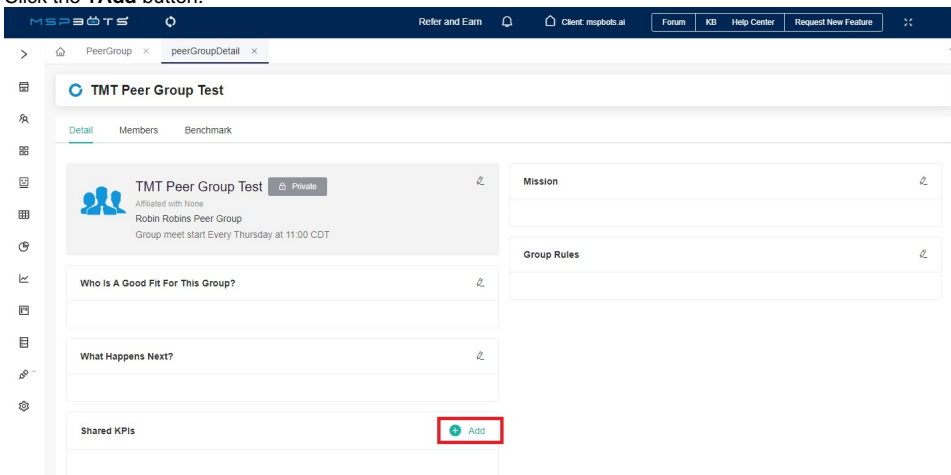 Click the +Add button.
MSPBOTS Refer and Earn Client: mspbots.ai Forum KB Help Center Request New Feature
PeerGroup × peerGroupDetail ×
TMT Peer Group Test
Detail Members Benchmark
TMT Peer Group Test Private
Affiliated with None
Robin Robins Peer Group
Group meet start Every Thursday at 11:00 CDT
Mission
Group Rules
Who Is A Good Fit For This Group?
What Happens Next?
Shared KPIs Add